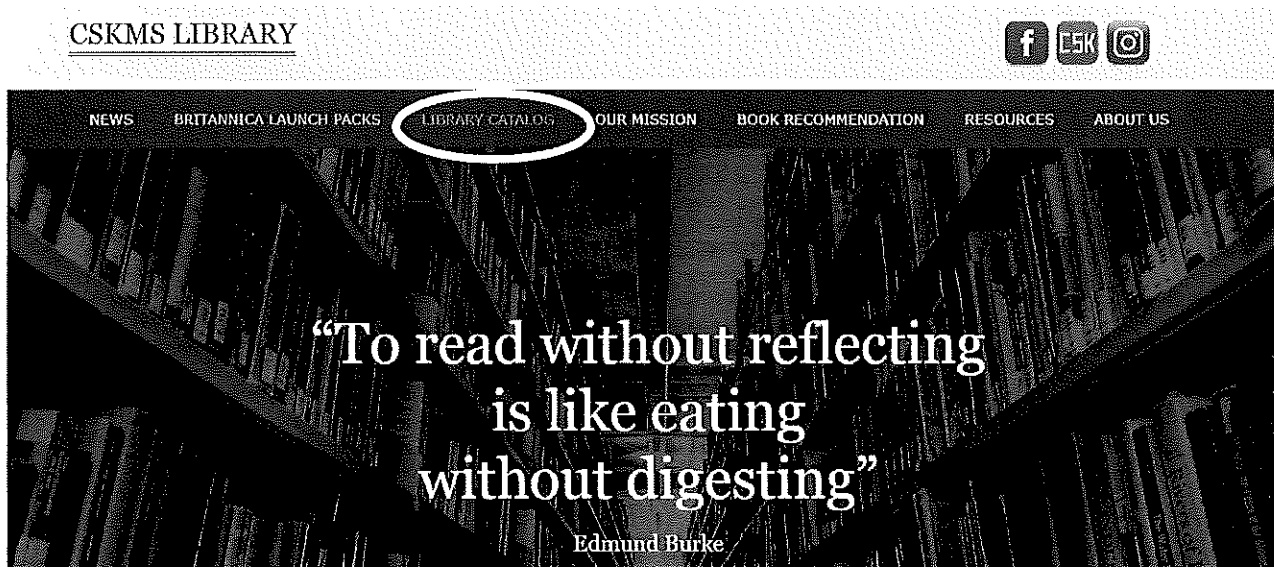 CSKMS LIBRARY
f CSK
NEWS BRITANNICA LAUNCH PACKS LIBRARY CATALOG OUR MISSION BOOK RECOMMENDATION RESOURCES ABOUT US
“To read without reflecting
is like eating
without digesting”
Edmund Burke